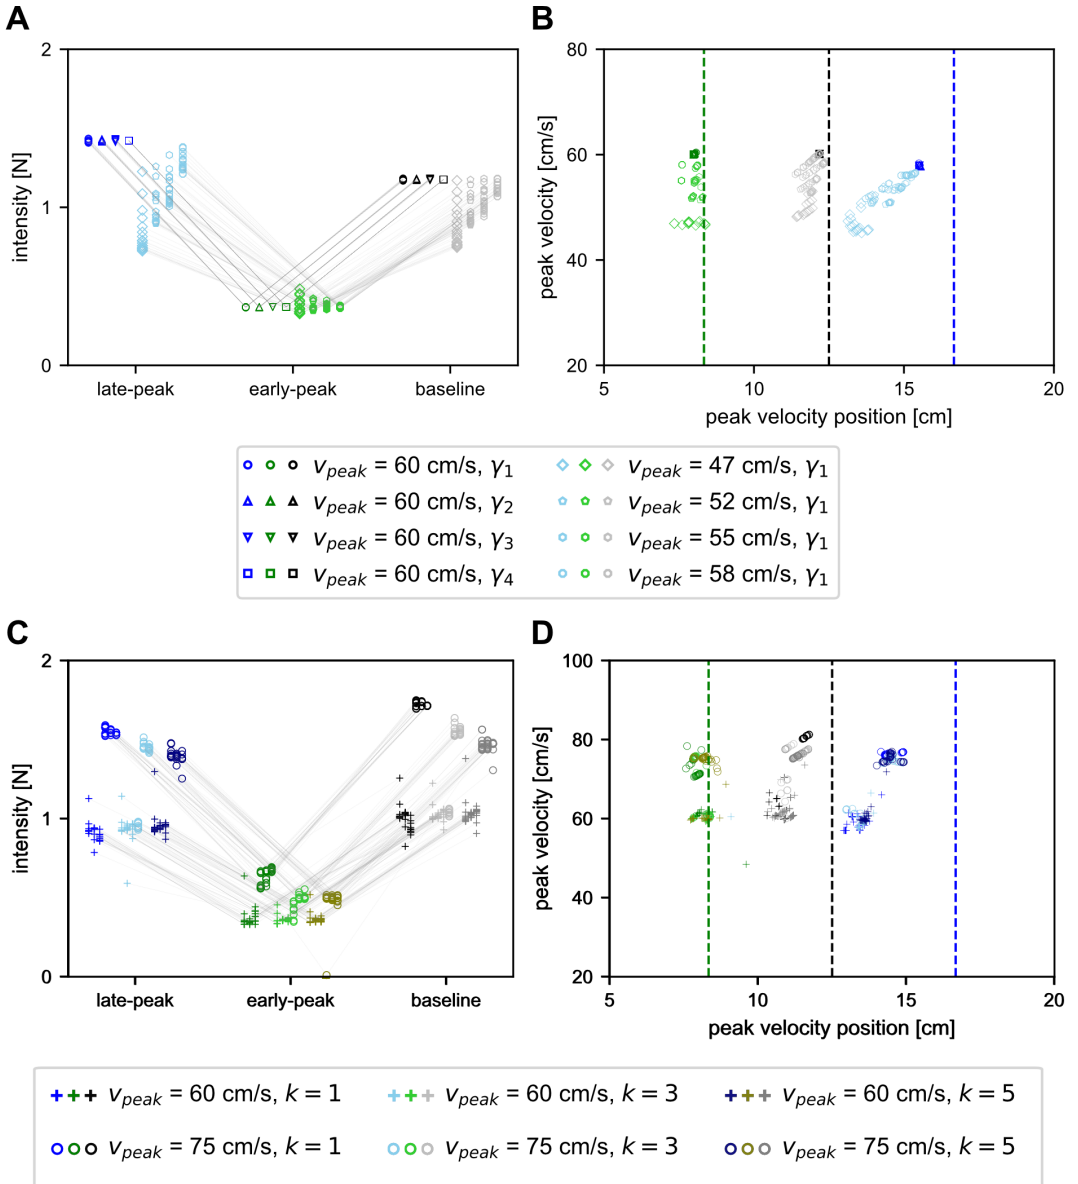 A
B
2
1
0
intensity [N]
late-peak
early-peak
baseline
80
60
40
20
peak velocity [cm/s]
5
10
15
20
peak velocity position [cm]
v_peak = 60 cm/s, γ₁
v_peak = 47 cm/s, γ₁
v_peak = 60 cm/s, γ₂
v_peak = 52 cm/s, γ₁
v_peak = 60 cm/s, γ₃
v_peak = 55 cm/s, γ₁
v_peak = 60 cm/s, γ₄
v_peak = 58 cm/s, γ₁
C
D
2
1
0
intensity [N]
late-peak
early-peak
baseline
100
80
60
40
20
peak velocity [cm/s]
5
10
15
20
peak velocity position [cm]
v_peak = 60 cm/s, k = 1
v_peak = 60 cm/s, k = 3
v_peak = 60 cm/s, k = 5
v_peak = 75 cm/s, k = 1
v_peak = 75 cm/s, k = 3
v_peak = 75 cm/s, k = 5